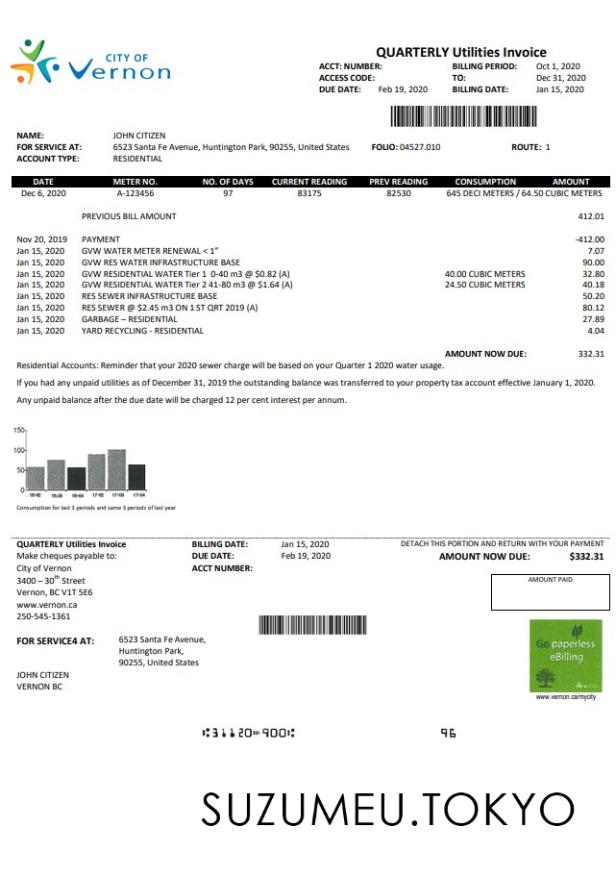 CITY OF
Vernon
QUARTERLY Utilities Invoice
ACCT: NUMBER: BILLING PERIOD: Oct 1, 2020
ACCESS CODE: TO: Dec 31, 2020
DUE DATE: Feb 19, 2020 BILLING DATE: Jan 15, 2020
NAME: JOHN CITIZEN
FOR SERVICE AT: 6523 Santa Fe Avenue, Huntington Park, 90255, United States FOLIO: 04527.010 ROUTE: 1
ACCOUNT TYPE: RESIDENTIAL
DATE METER NO. NO. OF DAYS CURRENT READING PREV READING CONSUMPTION AMOUNT
Dec 6, 2020 A-123456 97 83175 82530 645 DECI METERS / 64.50 CUBIC METERS
PREVIOUS BILL AMOUNT 412.01
Nov 20, 2019 PAYMENT -412.00
Jan 15, 2020 GVW WATER METER RENEWAL < 1" 7.07
Jan 15, 2020 GVW RES WATER INFRASTRUCTURE BASE 90.00
Jan 15, 2020 GVW RESIDENTIAL WATER Tier 1 0-40 m3 @ $0.82 (A) 40.00 CUBIC METERS 32.80
Jan 15, 2020 GVW RESIDENTIAL WATER Tier 2 41-80 m3 @ $1.64 (A) 24.50 CUBIC METERS 40.18
Jan 15, 2020 RES SEWER INFRASTRUCTURE BASE 50.20
Jan 15, 2020 RES SEWER @ $2.45 m3 ON 1 ST QRT 2019 (A) 80.12
Jan 15, 2020 GARBAGE – RESIDENTIAL 27.89
Jan 15, 2020 YARD RECYCLING - RESIDENTIAL 4.04
AMOUNT NOW DUE: 332.31
Residential Accounts: Reminder that your 2020 sewer charge will be based on your Quarter 1 2020 water usage.
If you had any unpaid utilities as of December 31, 2019 the outstanding balance was transferred to your property tax account effective January 1, 2020.
Any unpaid balance after the due date will be charged 12 per cent interest per annum.
150
100
50
0
17-02 17-03 17-04
Consumption for last 3 periods and same 3 periods of last year
QUARTERLY Utilities Invoice BILLING DATE: Jan 15, 2020 DETACH THIS PORTION AND RETURN WITH YOUR PAYMENT
Make cheques payable to: DUE DATE: Feb 19, 2020 AMOUNT NOW DUE: $332.31
City of Vernon ACCT NUMBER:
3400 – 30th Street AMOUNT PAID
Vernon, BC V1T 5E6
www.vernon.ca
250-545-1361
FOR SERVICE4 AT: 6523 Santa Fe Avenue,
Huntington Park,
90255, United States
Go paperless
eBilling
JOHN CITIZEN
VERNON BC
www.vernon.ca/mycity
⑆31120⑉900⑆ 96
SUZUMEU.TOKYO